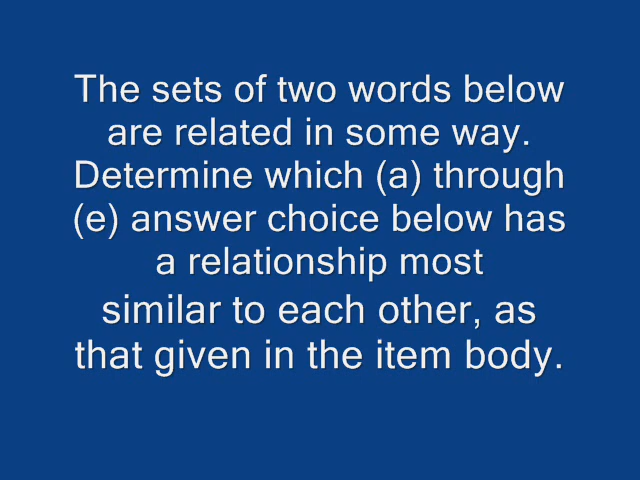 The sets of two words below
are related in some way.
Determine which (a) through
(e) answer choice below has
a relationship most
similar to each other, as
that given in the item body.